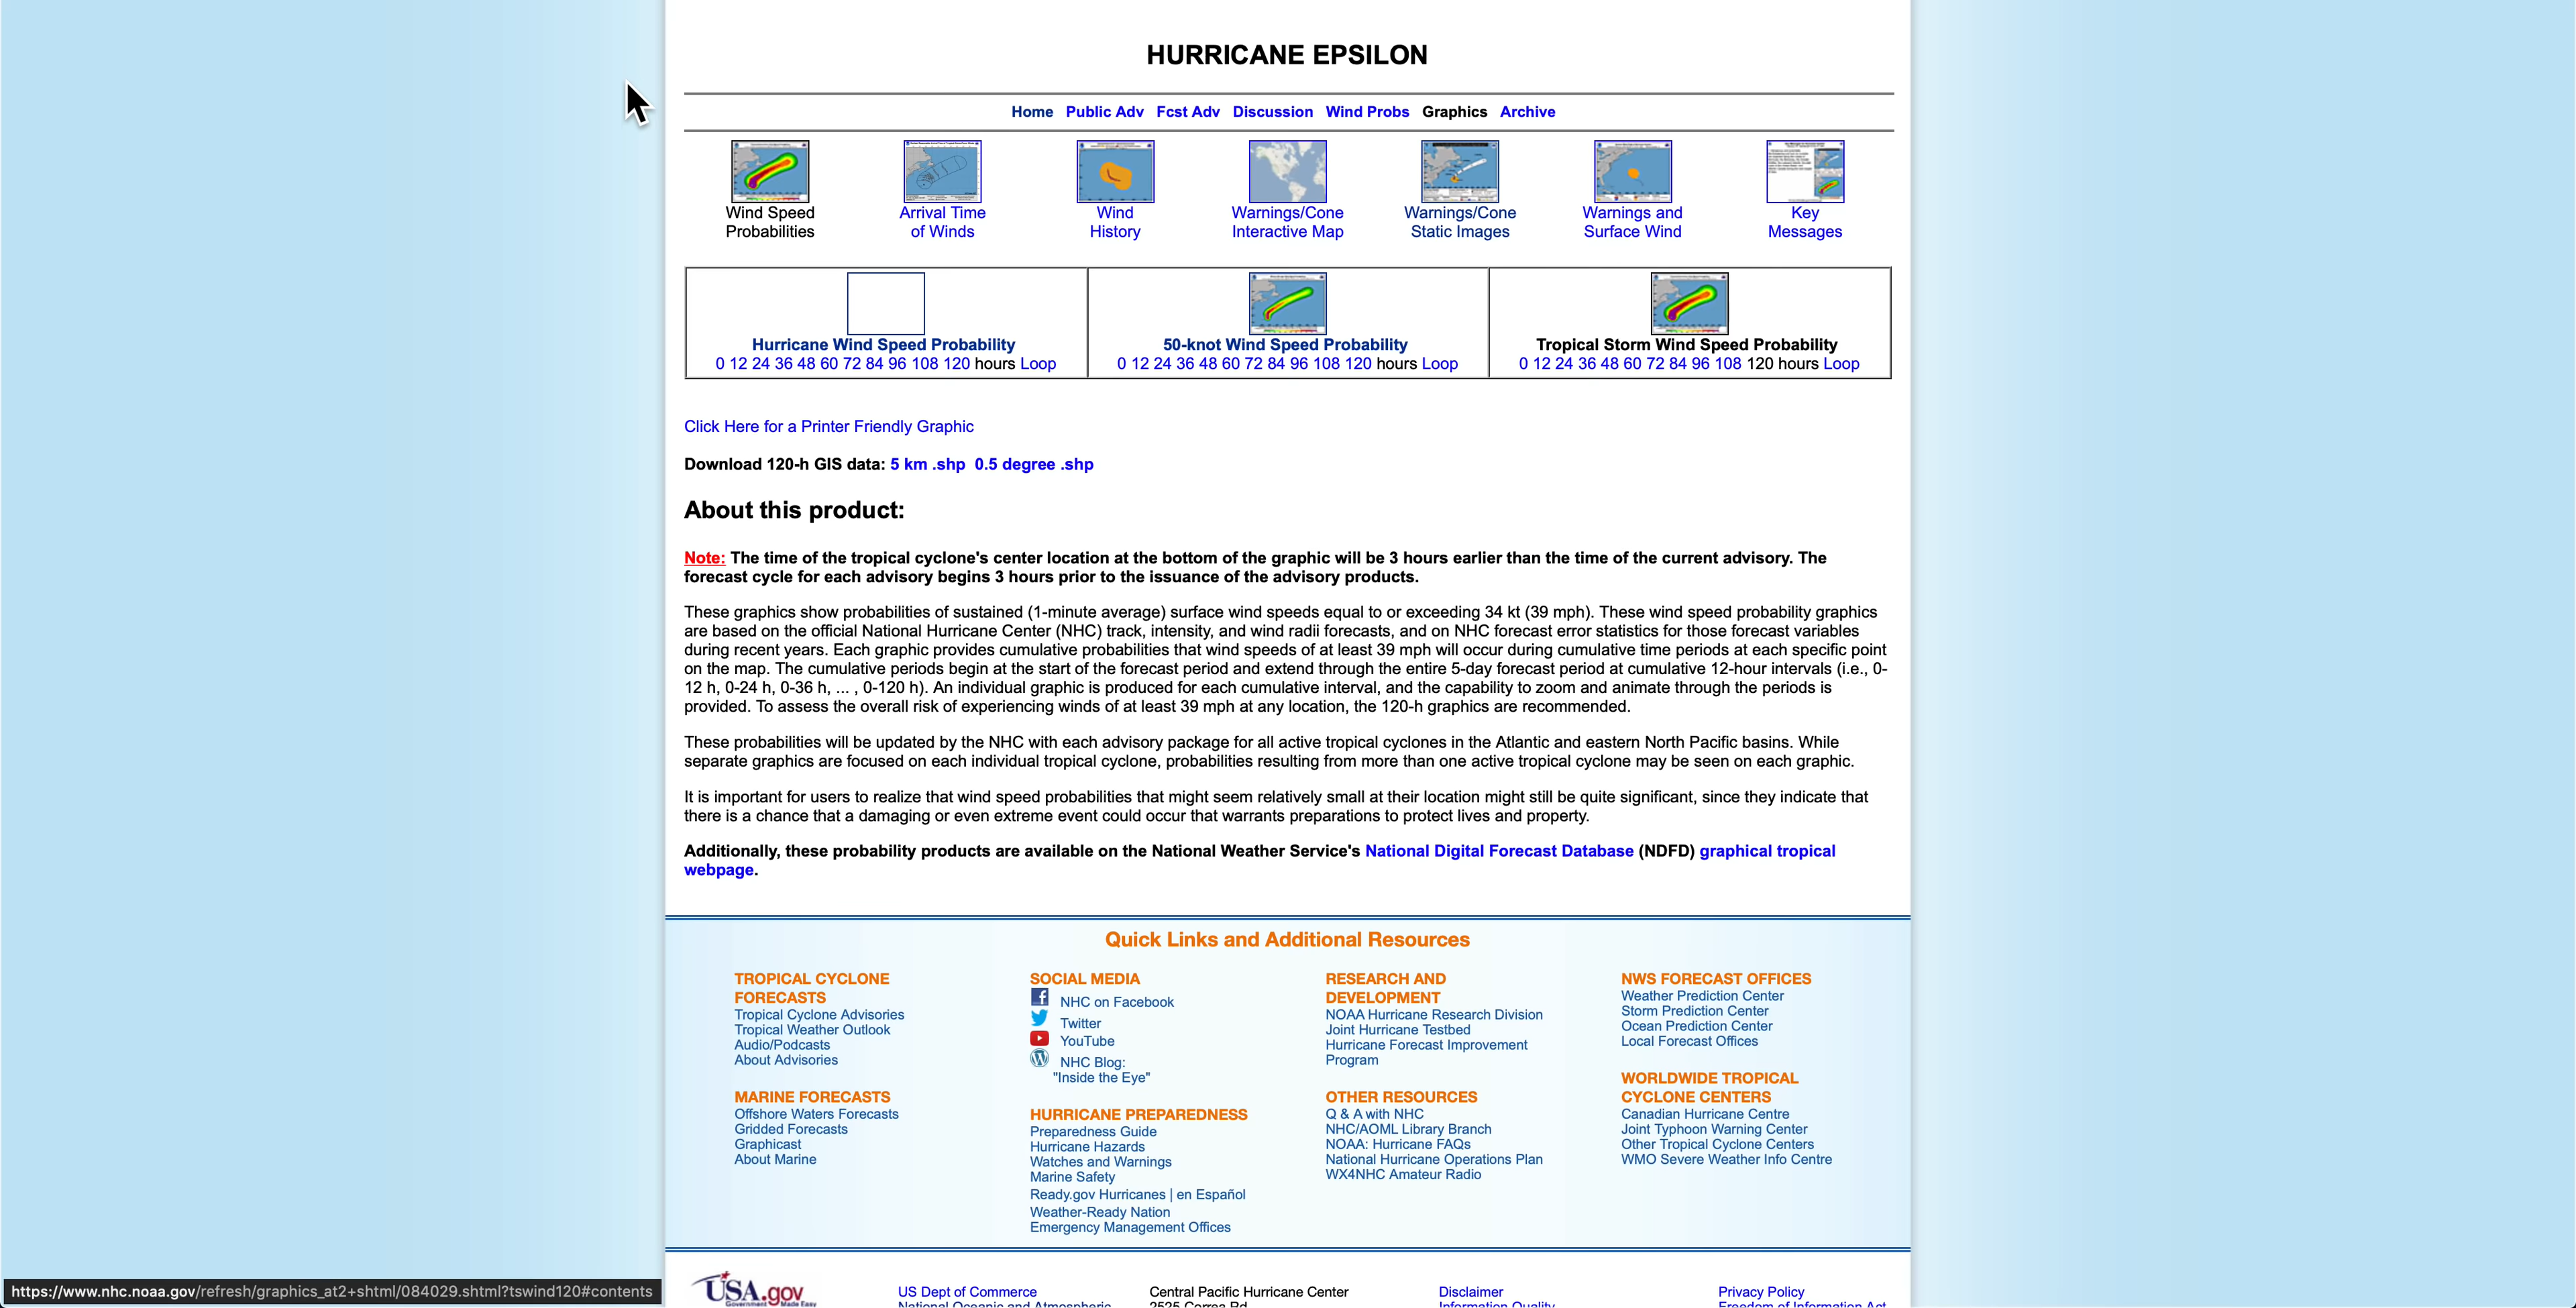 HURRICANE EPSILON
Home Public Adv Fcst Adv Discussion Wind Probs Graphics Archive
Wind Speed
Probabilities
Arrival Time
of Winds
Wind
History
Warnings/Cone
Interactive Map
Warnings/Cone
Static Images
Warnings and
Surface Wind
Key
Messages
Hurricane Wind Speed Probability
0 12 24 36 48 60 72 84 96 108 120 hours Loop
50-knot Wind Speed Probability
0 12 24 36 48 60 72 84 96 108 120 hours Loop
Tropical Storm Wind Speed Probability
0 12 24 36 48 60 72 84 96 108 120 hours Loop
Click Here for a Printer Friendly Graphic
Download 120-h GIS data: 5 km .shp 0.5 degree .shp
About this product:
Note: The time of the tropical cyclone's center location at the bottom of the graphic will be 3 hours earlier than the time of the current advisory. The
forecast cycle for each advisory begins 3 hours prior to the issuance of the advisory products.
These graphics show probabilities of sustained (1-minute average) surface wind speeds equal to or exceeding 34 kt (39 mph). These wind speed probability graphics
are based on the official National Hurricane Center (NHC) track, intensity, and wind radii forecasts, and on NHC forecast error statistics for those forecast variables
during recent years. Each graphic provides cumulative probabilities that wind speeds of at least 39 mph will occur during cumulative time periods at each specific point
on the map. The cumulative periods begin at the start of the forecast period and extend through the entire 5-day forecast period at cumulative 12-hour intervals (i.e., 0-
12 h, 0-24 h, 0-36 h, ... , 0-120 h). An individual graphic is produced for each cumulative interval, and the capability to zoom and animate through the periods is
provided. To assess the overall risk of experiencing winds of at least 39 mph at any location, the 120-h graphics are recommended.
These probabilities will be updated by the NHC with each advisory package for all active tropical cyclones in the Atlantic and eastern North Pacific basins. While
separate graphics are focused on each individual tropical cyclone, probabilities resulting from more than one active tropical cyclone may be seen on each graphic.
It is important for users to realize that wind speed probabilities that might seem relatively small at their location might still be quite significant, since they indicate that
there is a chance that a damaging or even extreme event could occur that warrants preparations to protect lives and property.
Additionally, these probability products are available on the National Weather Service's National Digital Forecast Database (NDFD) graphical tropical
webpage.
Quick Links and Additional Resources
TROPICAL CYCLONE
FORECASTS
Tropical Cyclone Advisories
Tropical Weather Outlook
Audio/Podcasts
About Advisories
MARINE FORECASTS
Offshore Waters Forecasts
Gridded Forecasts
Graphicast
About Marine
SOCIAL MEDIA
NHC on Facebook
Twitter
YouTube
NHC Blog:
"Inside the Eye"
HURRICANE PREPAREDNESS
Preparedness Guide
Hurricane Hazards
Watches and Warnings
Marine Safety
Ready.gov Hurricanes | en Español
Weather-Ready Nation
Emergency Management Offices
RESEARCH AND
DEVELOPMENT
NOAA Hurricane Research Division
Joint Hurricane Testbed
Hurricane Forecast Improvement
Program
OTHER RESOURCES
Q & A with NHC
NHC/AOML Library Branch
NOAA: Hurricane FAQs
National Hurricane Operations Plan
WX4NHC Amateur Radio
NWS FORECAST OFFICES
Weather Prediction Center
Storm Prediction Center
Ocean Prediction Center
Local Forecast Offices
WORLDWIDE TROPICAL
CYCLONE CENTERS
Canadian Hurricane Centre
Joint Typhoon Warning Center
Other Tropical Cyclone Centers
WMO Severe Weather Info Centre
USA.gov
Government Made Easy
US Dept of Commerce
National Oceanic and Atmospheric
Central Pacific Hurricane Center
2525 Correa Rd
Disclaimer
Information Quality
Privacy Policy
Freedom of Information Act
https://www.nhc.noaa.gov/refresh/graphics_at2+shtml/084029.shtml?tswind120#contents